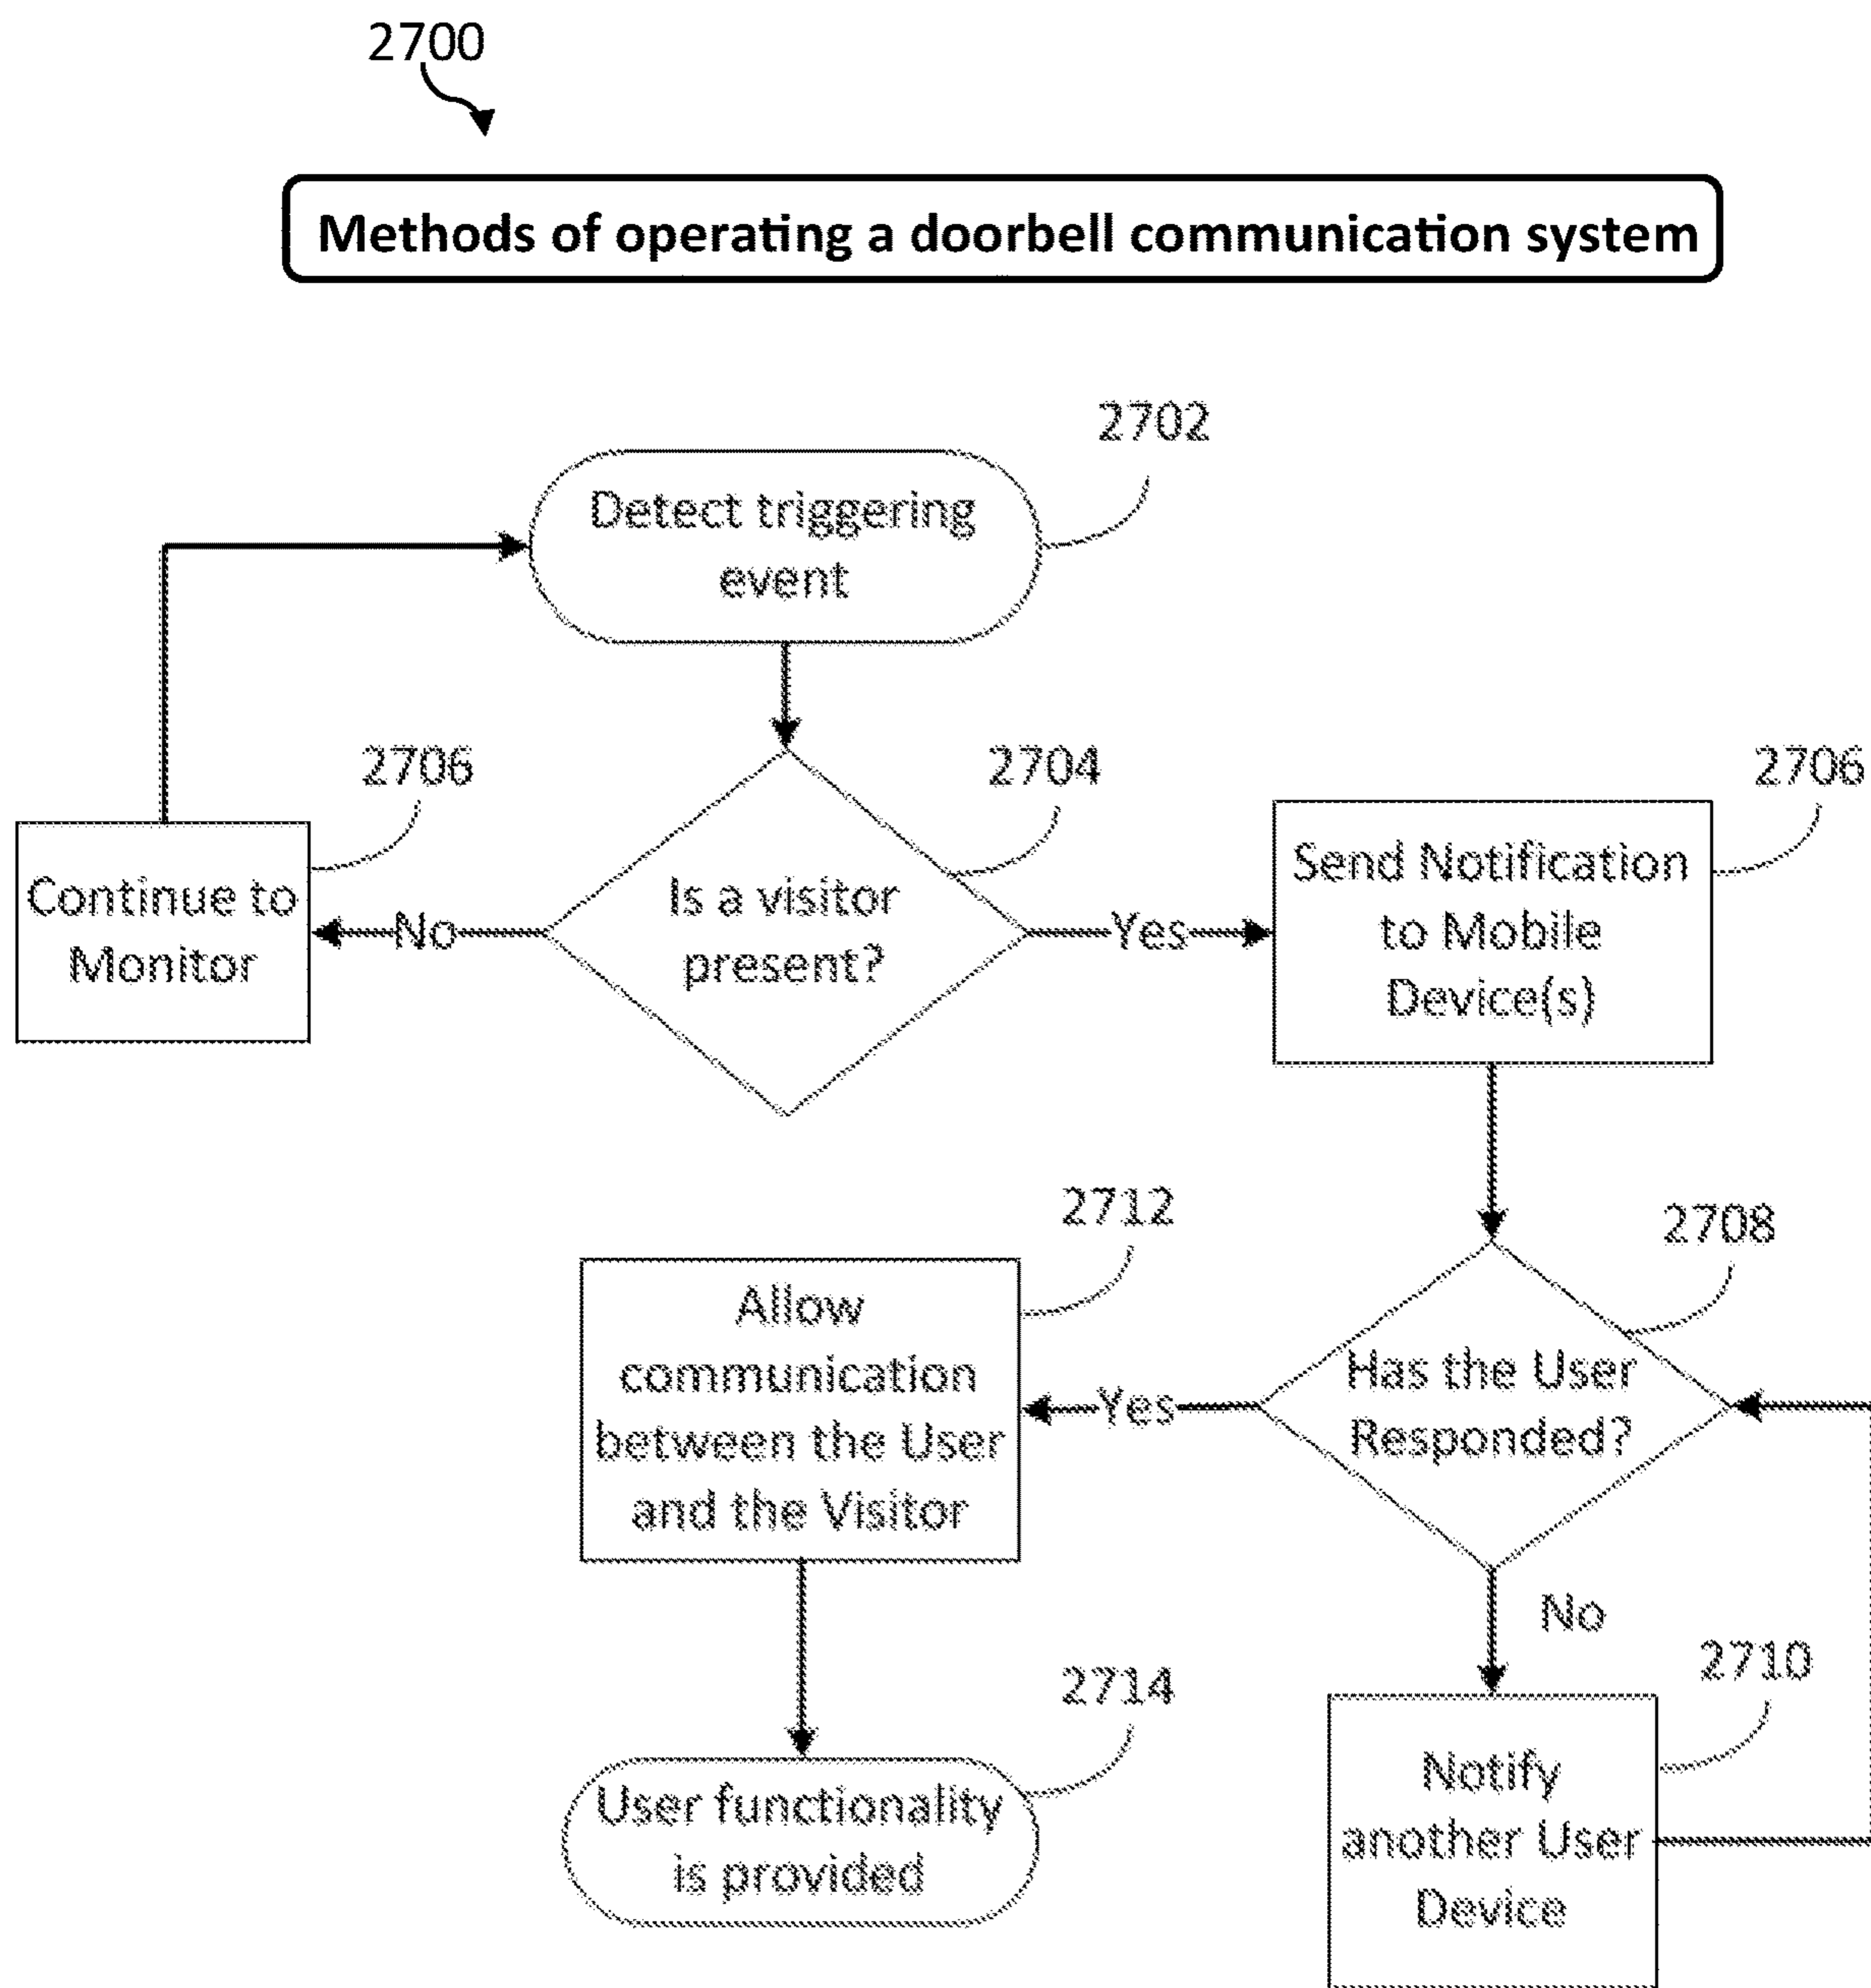 2700
Methods of operating a doorbell communication system
2702
Detect triggering
event
2706
2704
2706
Continue to
Monitor
No
Is a visitor
present?
Yes
Send Notification
to Mobile
Device(s)
2712
2708
Allow
communication
between the User
and the Visitor
Yes
Has the User
Responded?
No
2714
2710
User functionality
is provided
Notify
another User
Device